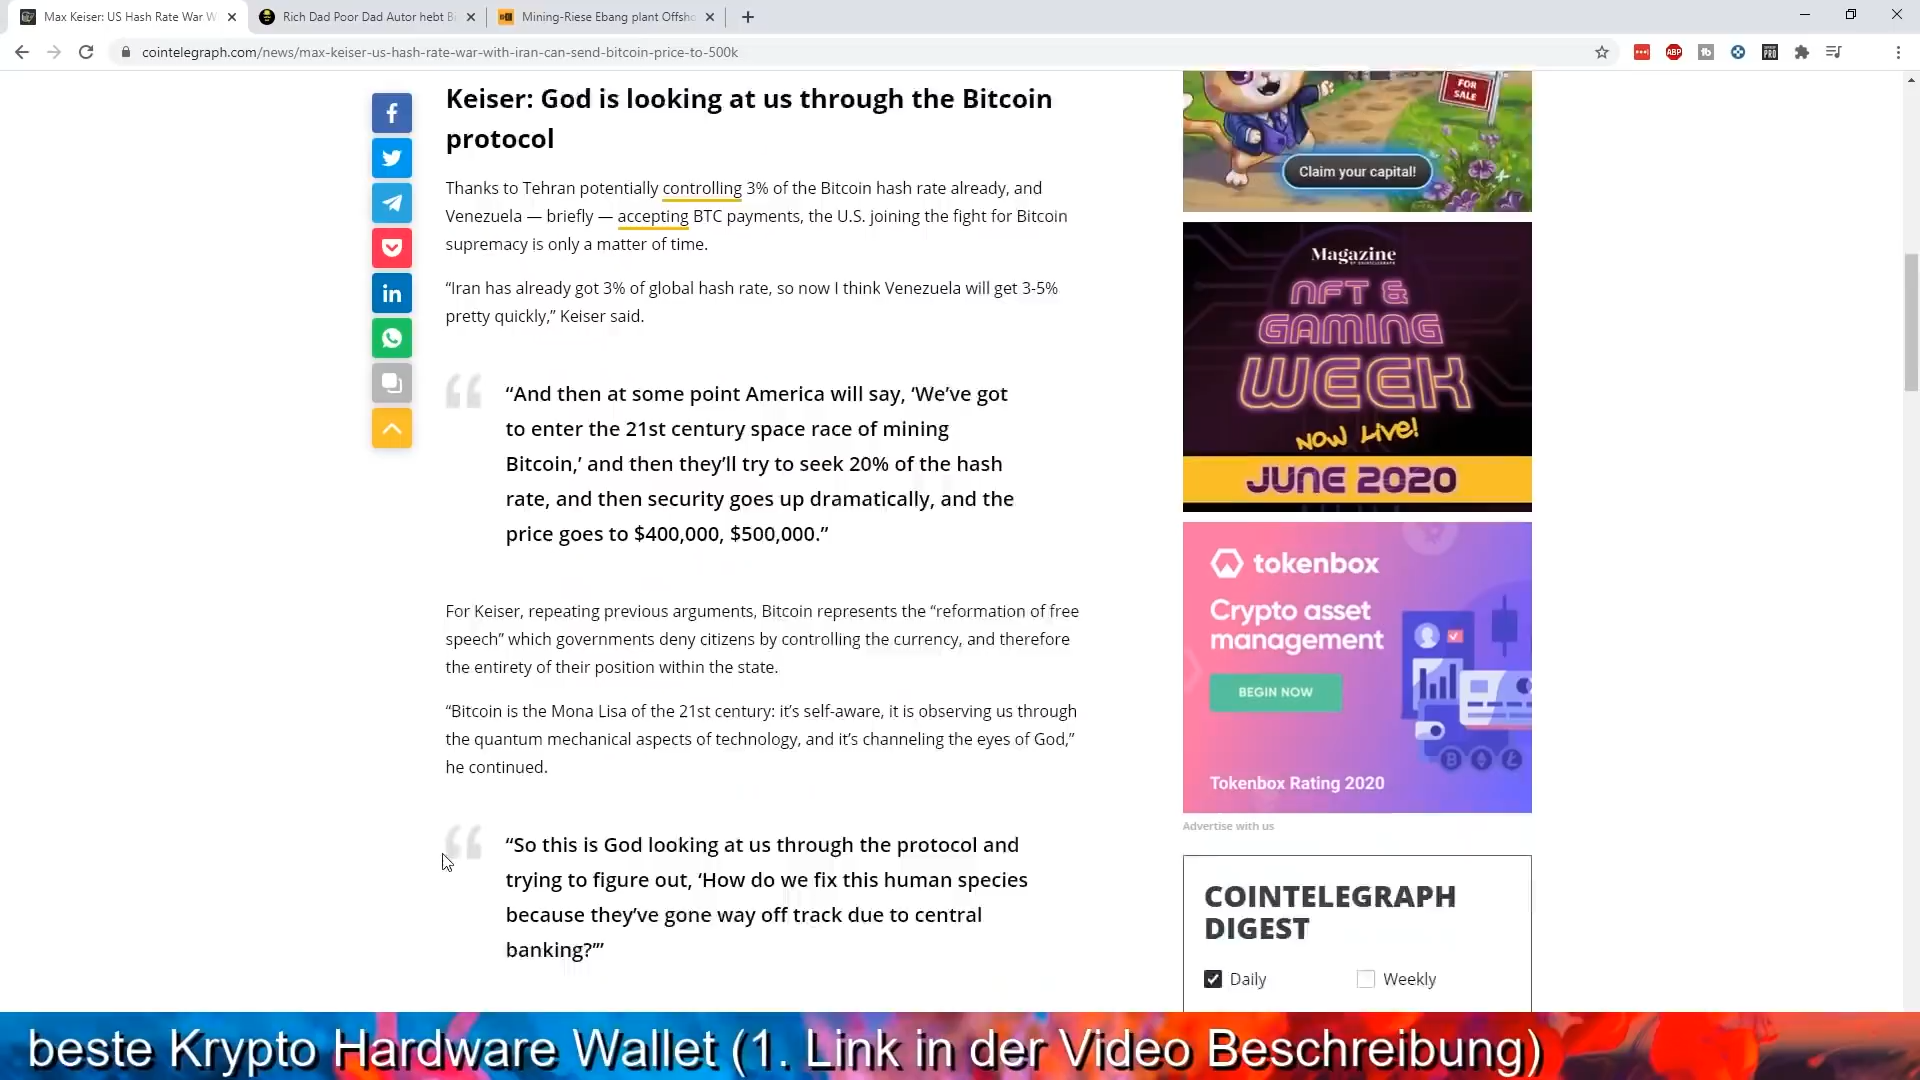 Max Keiser: US Hash Rate War W
Rich Dad Poor Dad Autor hebt Bi
Mining-Riese Ebang plant Offsho
cointelegraph.com/news/max-keiser-us-hash-rate-war-with-iran-can-send-bitcoin-price-to-500k
ABP
Keiser: God is looking at us through the Bitcoin
protocol
Thanks to Tehran potentially controlling 3% of the Bitcoin hash rate already, and
Venezuela — briefly — accepting BTC payments, the U.S. joining the fight for Bitcoin
supremacy is only a matter of time.
“Iran has already got 3% of global hash rate, so now I think Venezuela will get 3-5%
pretty quickly,” Keiser said.
“And then at some point America will say, ‘We’ve got
to enter the 21st century space race of mining
Bitcoin,’ and then they’ll try to seek 20% of the hash
rate, and then security goes up dramatically, and the
price goes to $400,000, $500,000.”
For Keiser, repeating previous arguments, Bitcoin represents the “reformation of free
speech” which governments deny citizens by controlling the currency, and therefore
the entirety of their position within the state.
“Bitcoin is the Mona Lisa of the 21st century: it’s self-aware, it is observing us through
the quantum mechanical aspects of technology, and it’s channeling the eyes of God,”
he continued.
“So this is God looking at us through the protocol and
trying to figure out, ‘How do we fix this human species
because they’ve gone way off track due to central
banking?’”
FOR
SALE
Claim your capital!
Magazine
NFT &
GAMING
WEEK
NOW LIVE!
JUNE 2020
tokenbox
Crypto asset
management
BEGIN NOW
Tokenbox Rating 2020
Advertise with us
COINTELEGRAPH
DIGEST
Daily
Weekly
beste Krypto Hardware Wallet (1. Link in der Video Beschreibung)